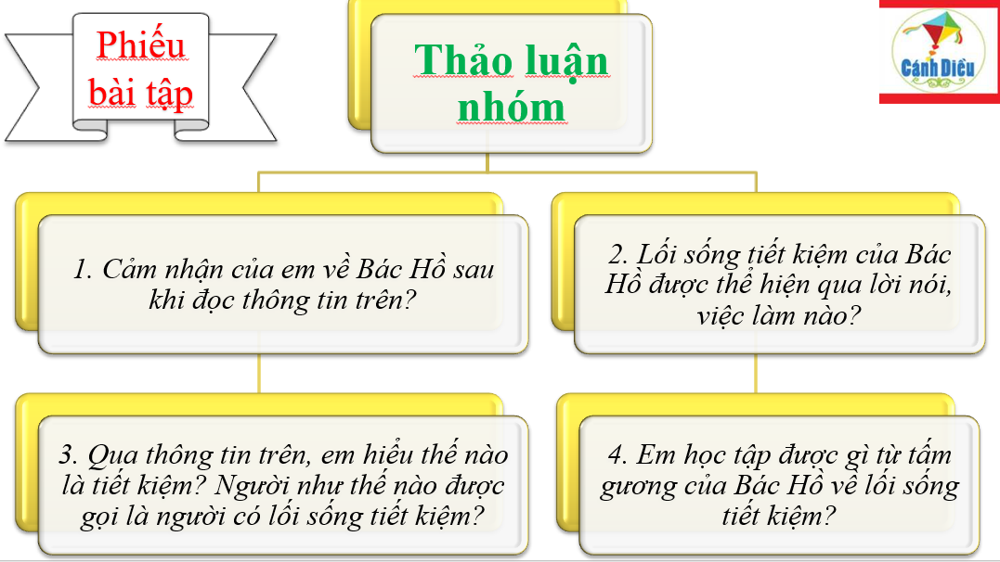 Phiếu
bài tập
Thảo luận
nhóm
Cánh Diều
1. Cảm nhận của em về Bác Hồ sau
khi đọc thông tin trên?
2. Lối sống tiết kiệm của Bác
Hồ được thể hiện qua lời nói,
việc làm nào?
3. Qua thông tin trên, em hiểu thế nào
là tiết kiệm? Người như thế nào được
gọi là người có lối sống tiết kiệm?
4. Em học tập được gì từ tấm
gương của Bác Hồ về lối sống
tiết kiệm?